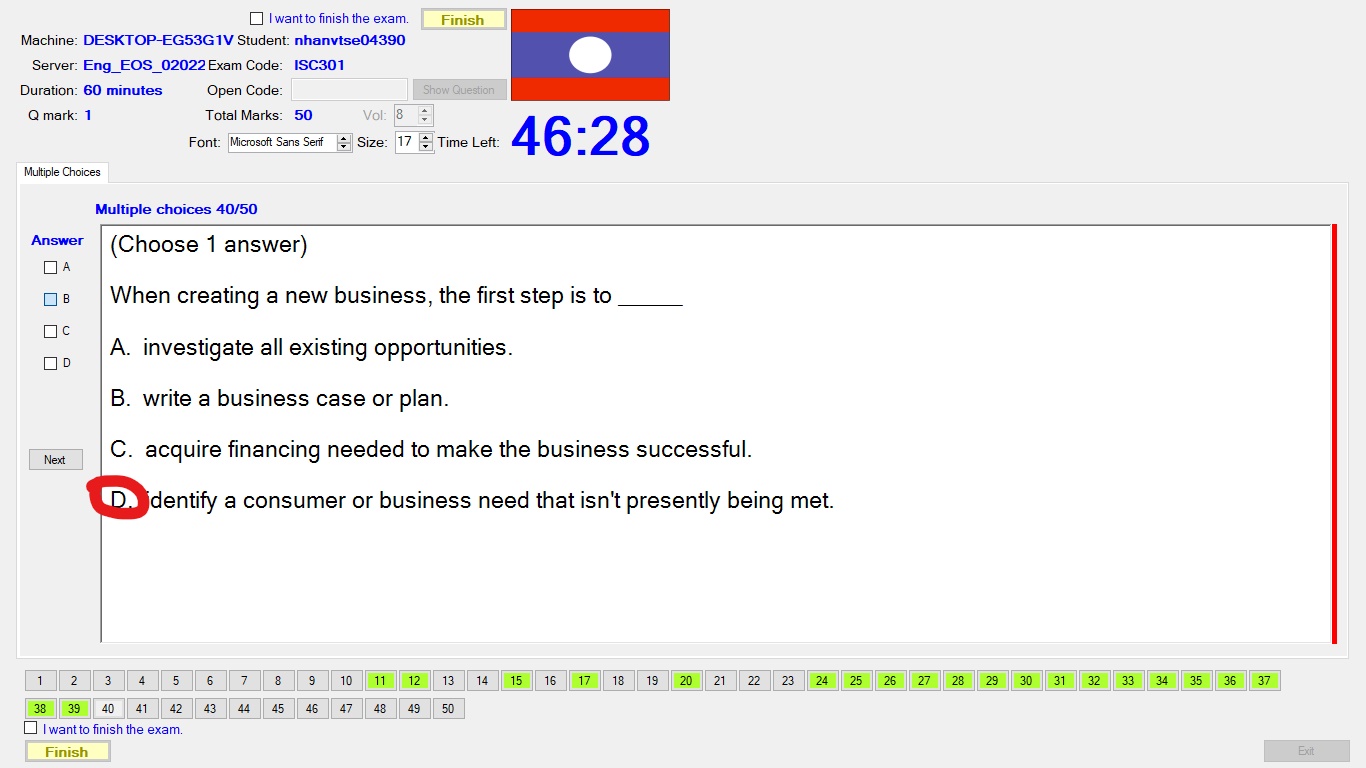 I want to finish the exam. Finish
Machine: DESKTOP-EG53G1V Student: nhanvtse04390
Server: Eng_EOS_02022 Exam Code: ISC301
Duration: 60 minutes Open Code: Show Question
Q mark: 1 Total Marks: 50 Vol: 8
Font: Microsoft Sans Serif Size: 17 Time Left: 46:28
Multiple Choices
Multiple choices 40/50
Answer
A
B
C
D
Next
(Choose 1 answer)
When creating a new business, the first step is to ______
A. investigate all existing opportunities.
B. write a business case or plan.
C. acquire financing needed to make the business successful.
D. identify a consumer or business need that isn't presently being met.
1 2 3 4 5 6 7 8 9 10 11 12 13 14 15 16 17 18 19 20 21 22 23 24 25 26 27 28 29 30 31 32 33 34 35 36 37
38 39 40 41 42 43 44 45 46 47 48 49 50
I want to finish the exam.
Finish Exit